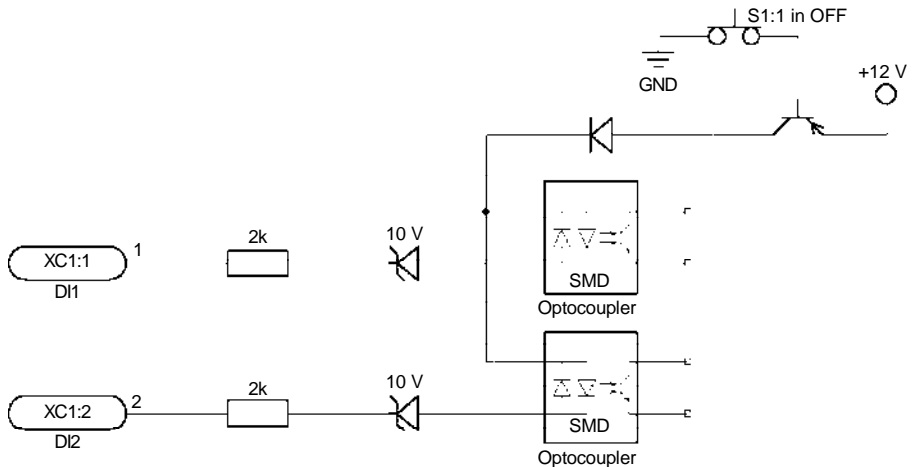 S1:1 in OFF
GND
+12 V
XC1:1
1
DI1
2k
10 V
SMD
Optocoupler
XC1:2
2
DI2
2k
10 V
SMD
Optocoupler